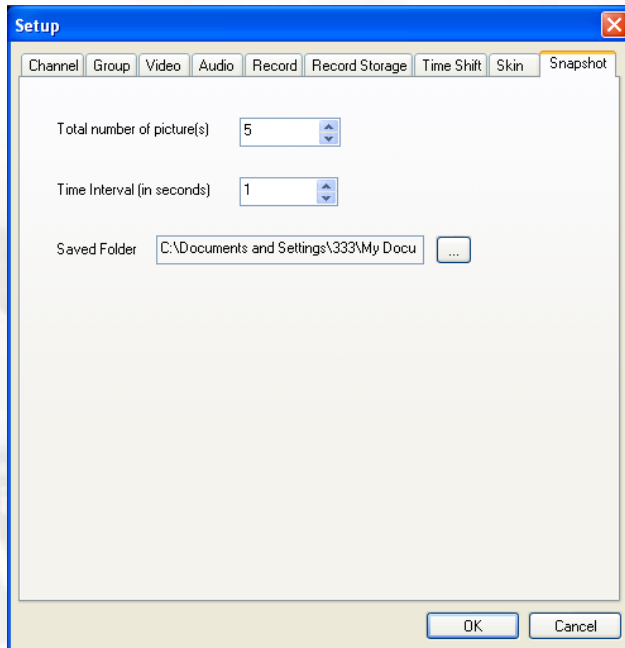 Setup
Channel Group Video Audio Record Record Storage Time Shift Skin Snapshot
Total number of picture(s) 5
Time Interval (in seconds) 1
Saved Folder C:\Documents and Settings\333\My Docu ...
OK Cancel